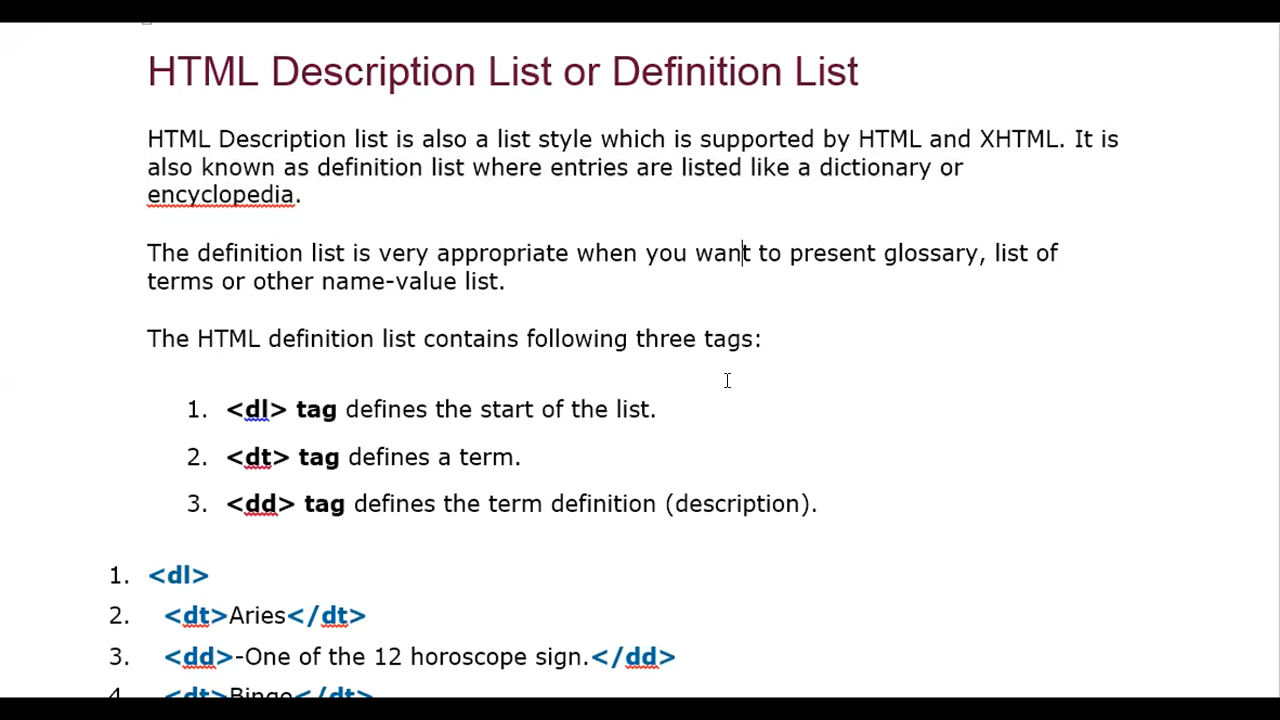 HTML Description List or Definition List
HTML Description list is also a list style which is supported by HTML and XHTML. It is
also known as definition list where entries are listed like a dictionary or
encyclopedia.
The definition list is very appropriate when you want to present glossary, list of
terms or other name-value list.
The HTML definition list contains following three tags:
1. <dl> tag defines the start of the list.
2. <dt> tag defines a term.
3. <dd> tag defines the term definition (description).
1. <dl>
2. <dt>Aries</dt>
3. <dd>-One of the 12 horoscope sign.</dd>
4. <dt>Bingo</dt>